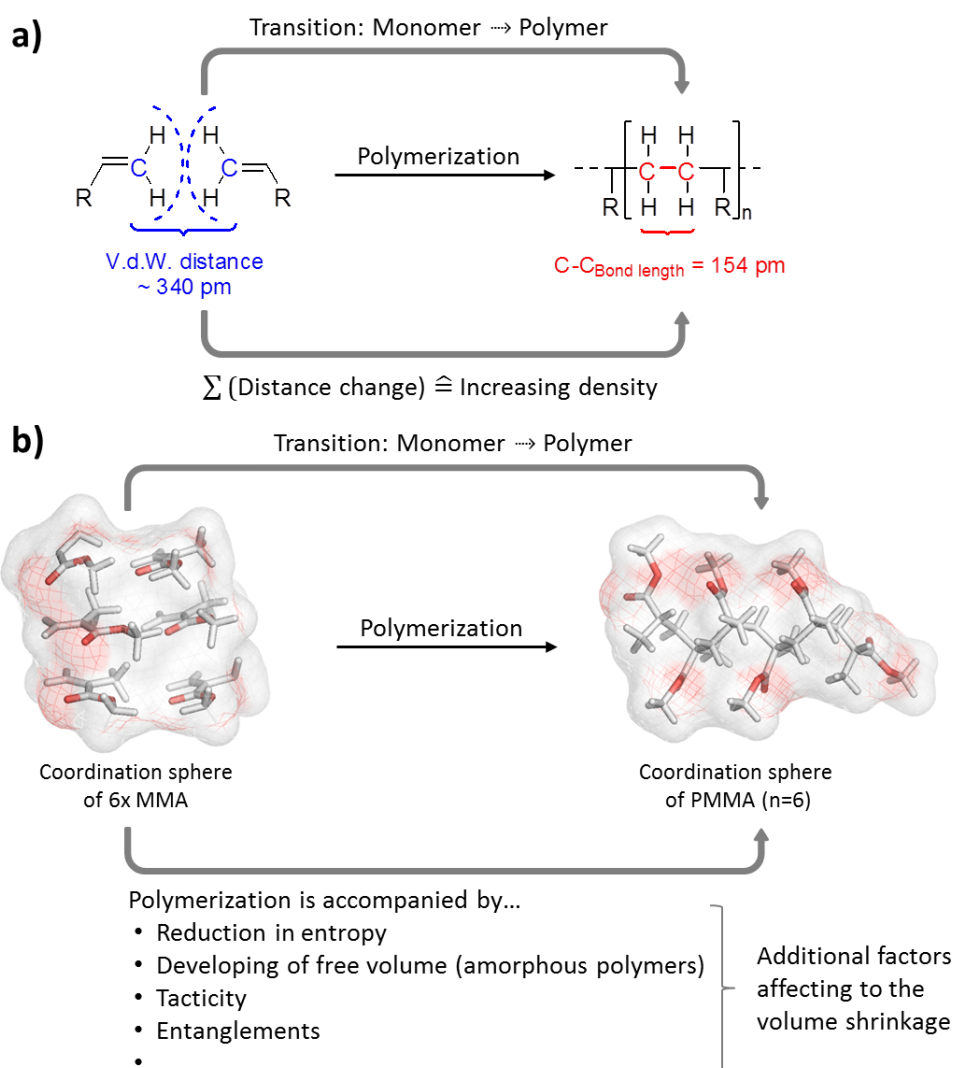 a)
Transition: Monomer ⤏ Polymer
H H
C C
H H
R R
Polymerization
H H
C C
R H H R n
V.d.W. distance
~ 340 pm
C-CBond length = 154 pm
∑ (Distance change) ≙ Increasing density
b)
Transition: Monomer ⤏ Polymer
Polymerization
Coordination sphere
of 6x MMA
Coordination sphere
of PMMA (n=6)
Polymerization is accompanied by…
• Reduction in entropy
• Developing of free volume (amorphous polymers)
• Tacticity
• Entanglements
•
Additional factors
affecting to the
volume shrinkage